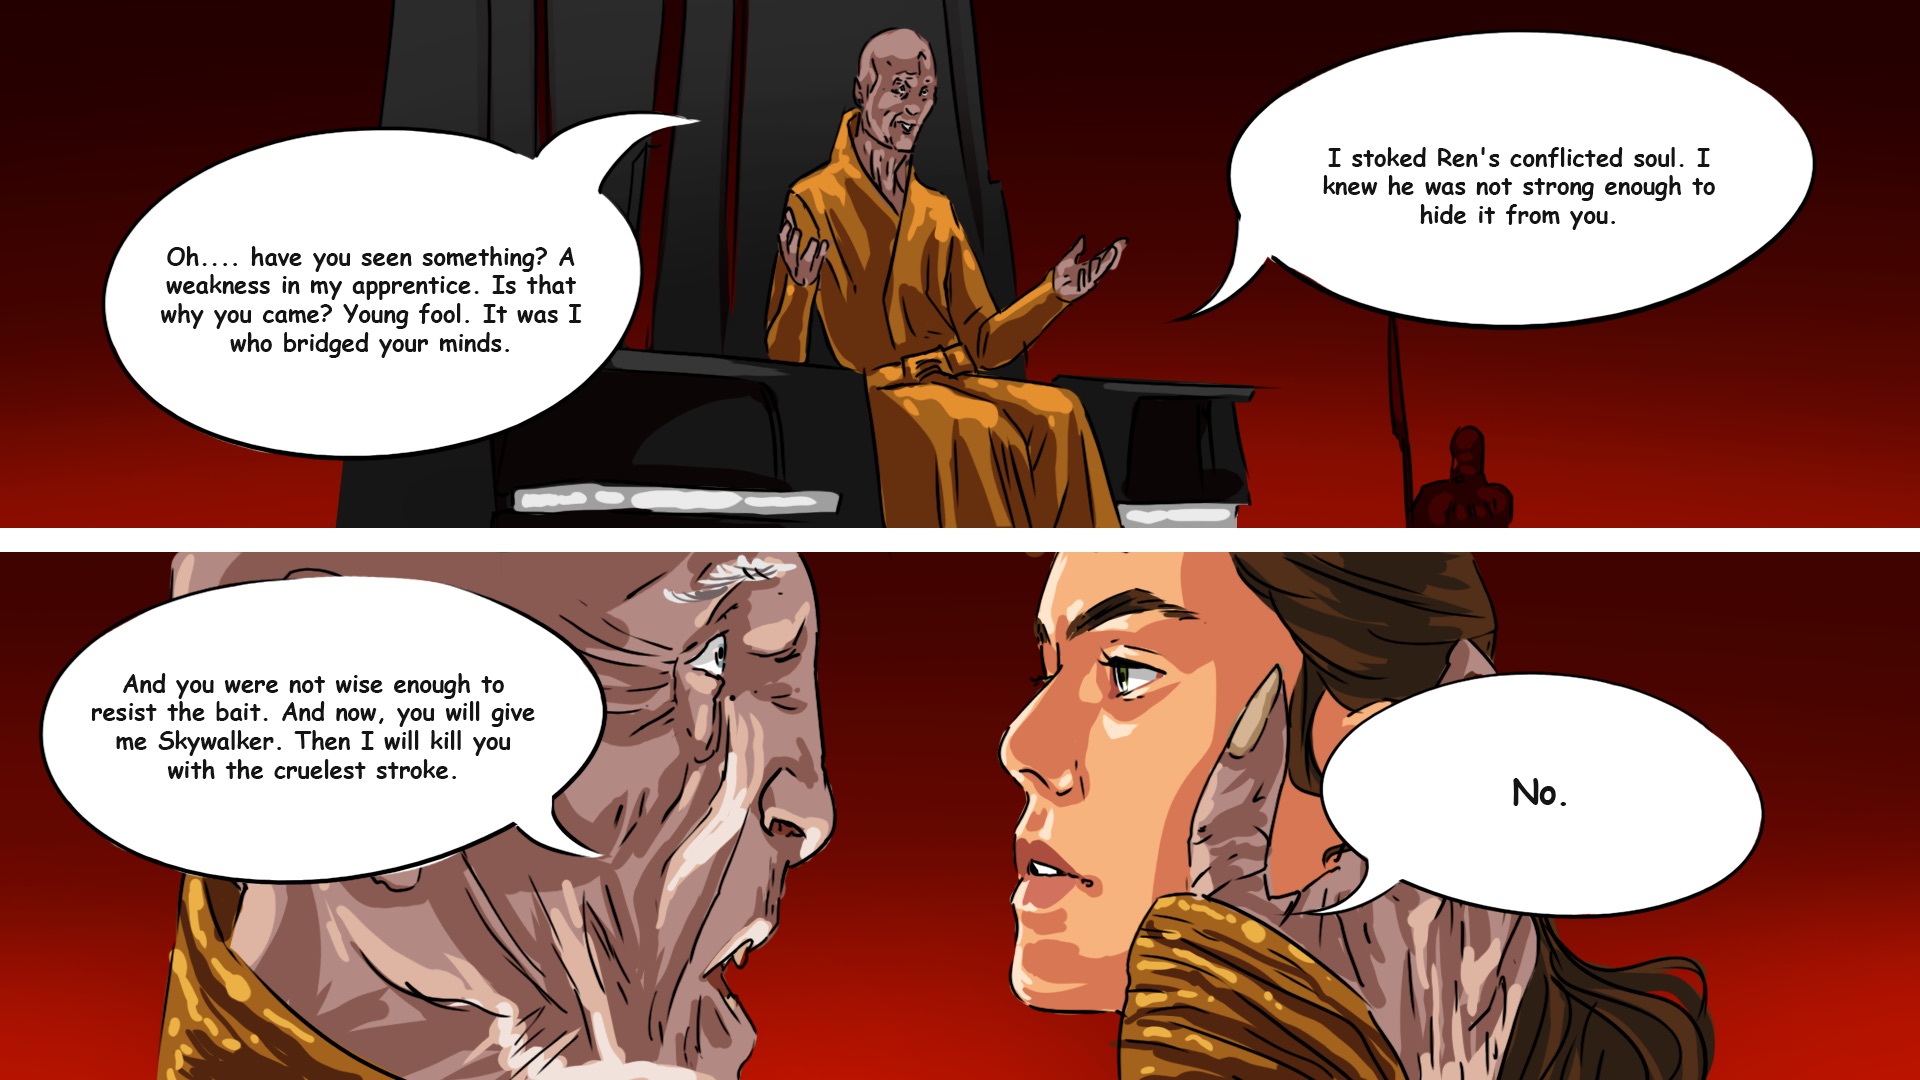 Oh.... have you seen something? A
weakness in my apprentice. Is that
why you came? Young fool. It was I
who bridged your minds.
I stoked Ren's conflicted soul. I
knew he was not strong enough to
hide it from you.
And you were not wise enough to
resist the bait. And now, you will give
me Skywalker. Then I will kill you
with the cruelest stroke.
No.